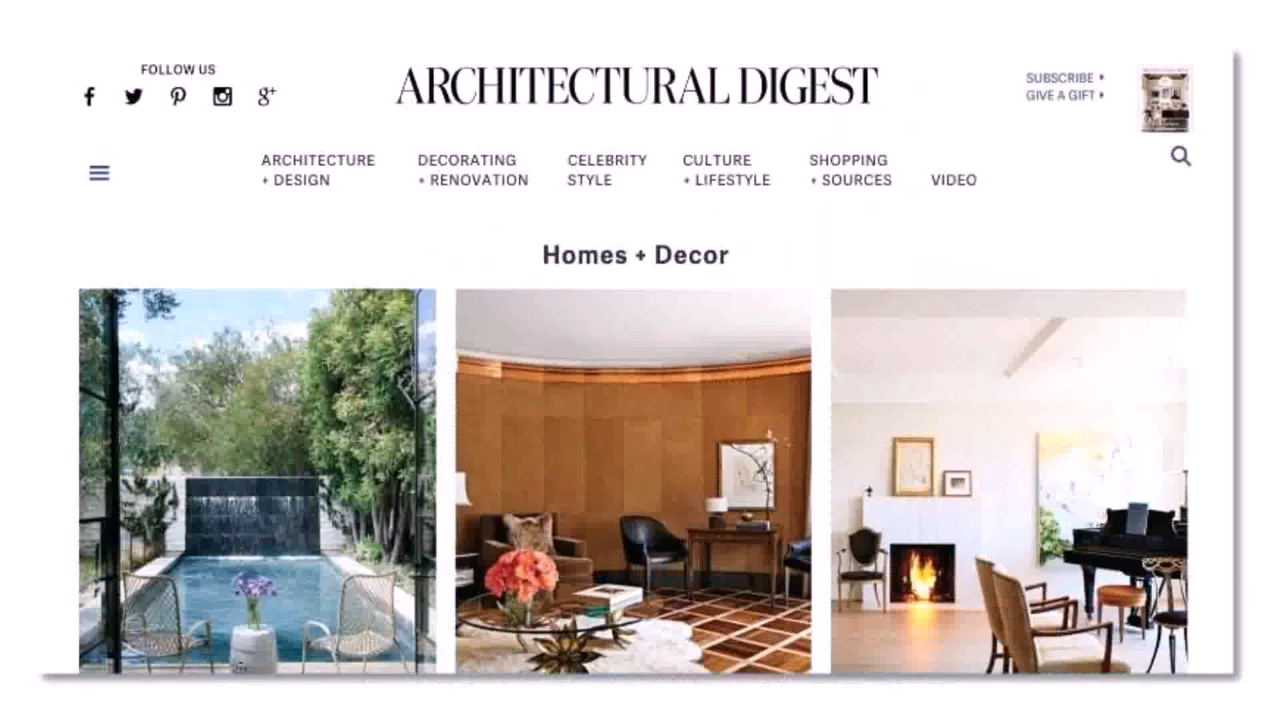 FOLLOW US
ARCHITECTURAL DIGEST
SUBSCRIBE
GIVE A GIFT
ARCHITECTURE
+ DESIGN
DECORATING
+ RENOVATION
CELEBRITY
STYLE
CULTURE
+ LIFESTYLE
SHOPPING
+ SOURCES
VIDEO
Homes + Decor